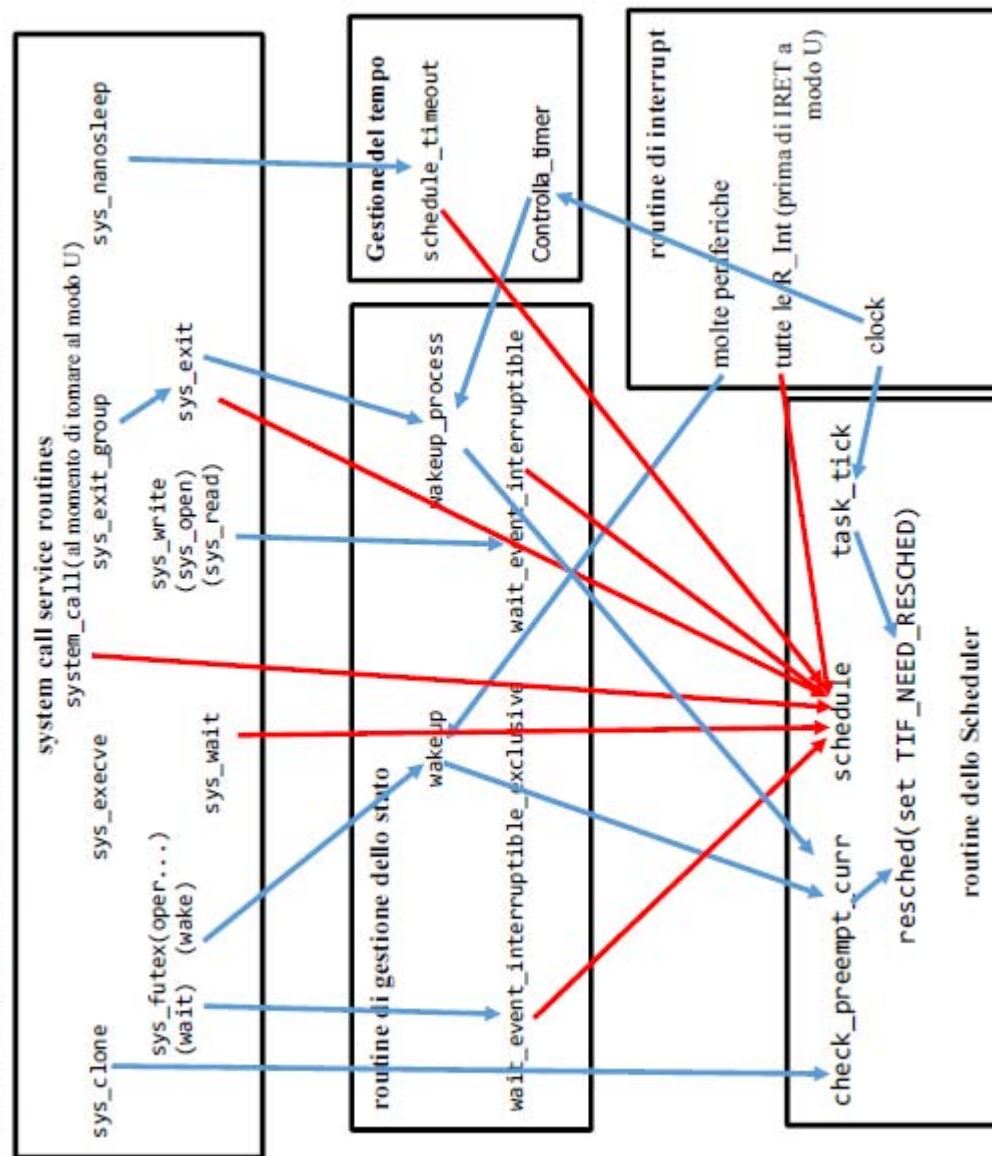 system call service routines
system_call(al momento di tornare al modo U)
sys_clone
sys_execve
sys_exit_group
sys_nanosleep
sys_futex(oper...)
(wait) (wake)
sys_wait
sys_write
(sys_open)
(sys_read)
sys_exit
routine di gestione dello stato
wakeup
wakeup_process
wait_event_interruptible_exclusive
wait_event_interruptible
Gestione del tempo
schedule_timeout
Controlla_timer
check_preempt_curr
schedule
task_tick
resched(set TIF_NEED_RESCHED)
routine dello Scheduler
routine di interrupt
molte periferiche
tutte le R_Int (prima di IRET a
modo U)
clock